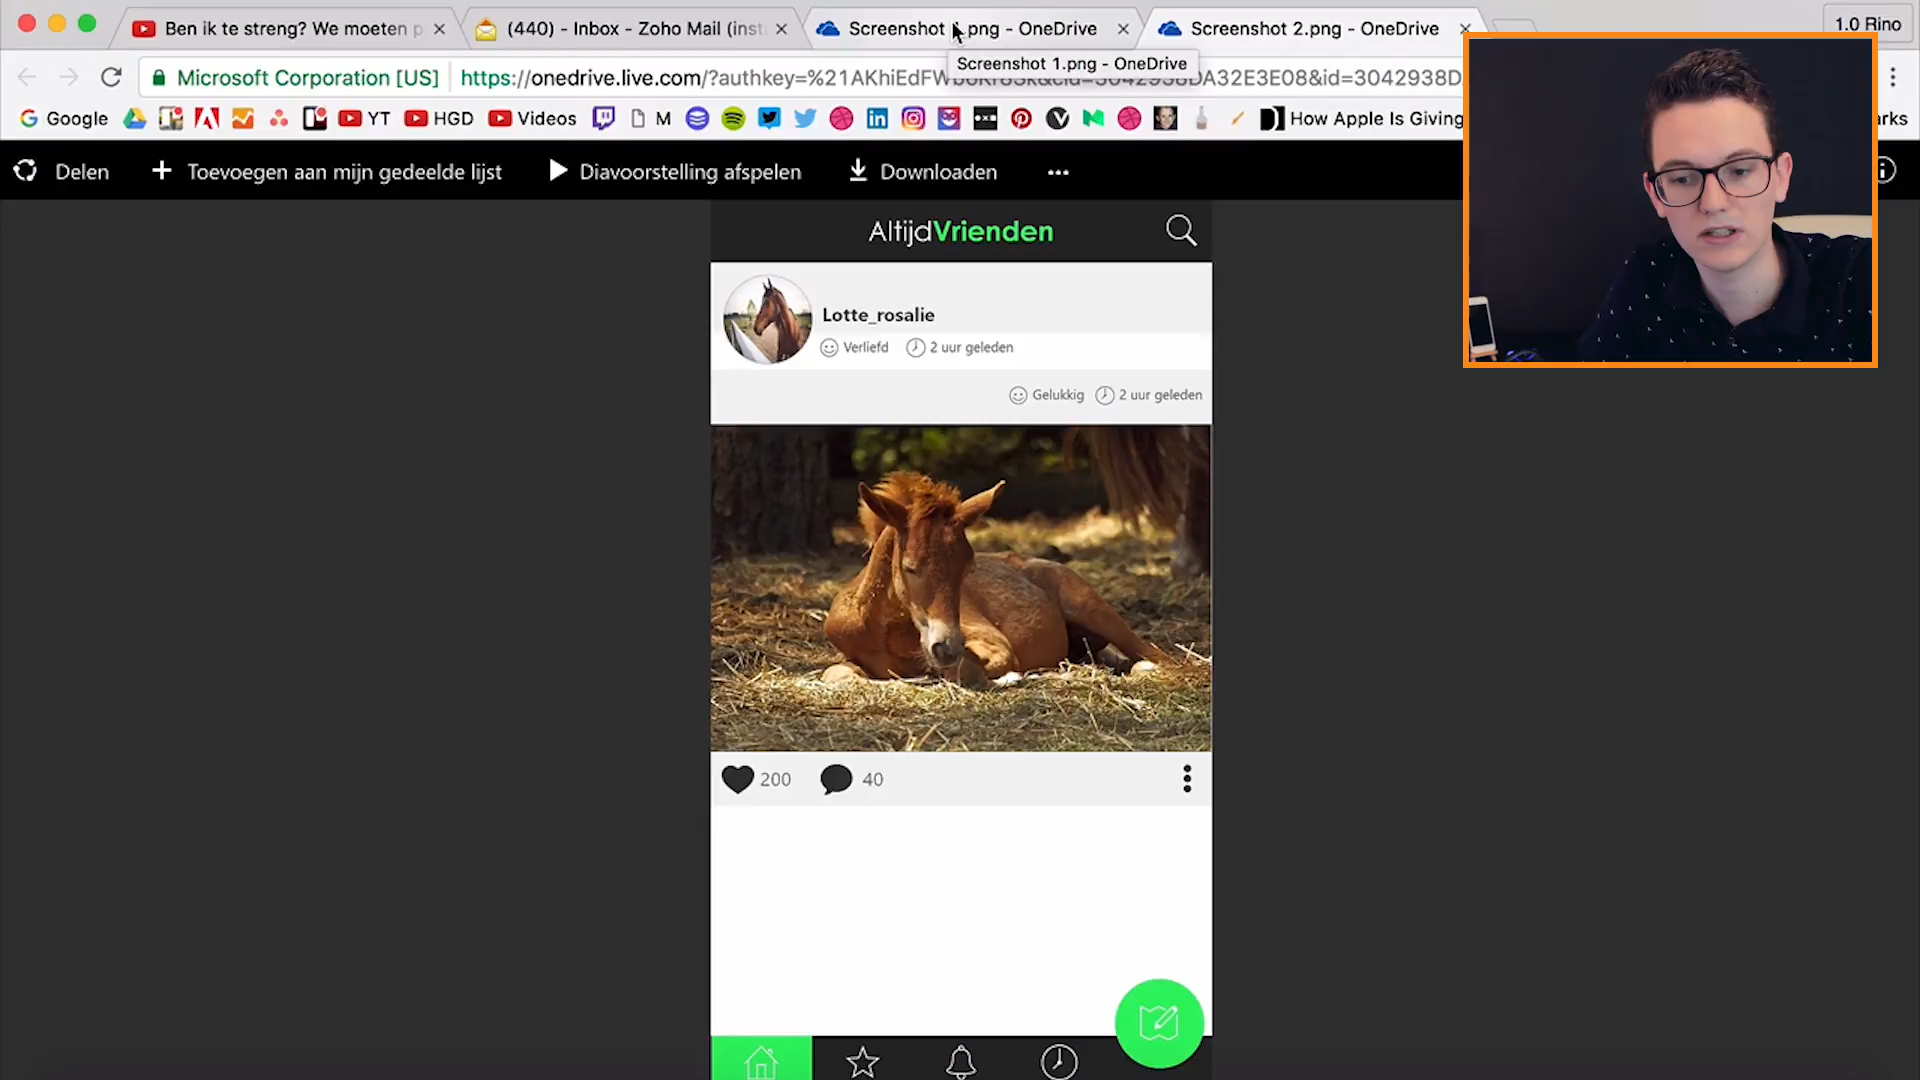 Ben ik te streng? We moeten p
(440) - Inbox - Zoho Mail (inst
Screenshot 1.png - OneDrive
Screenshot 2.png - OneDrive
1.0 Rino
Screenshot 1.png - OneDrive
Microsoft Corporation [US]
https://onedrive.live.com/?authkey=%21AKhiEdFW
DA32E3E08&id=3042938D
Google
YT
HGD
Videos
M
How Apple Is Giving
Delen
Toevoegen aan mijn gedeelde lijst
Diavoorstelling afspelen
Downloaden
AltijdVrienden
Lotte_rosalie
Verliefd 2 uur geleden
Gelukkig 2 uur geleden
200 40